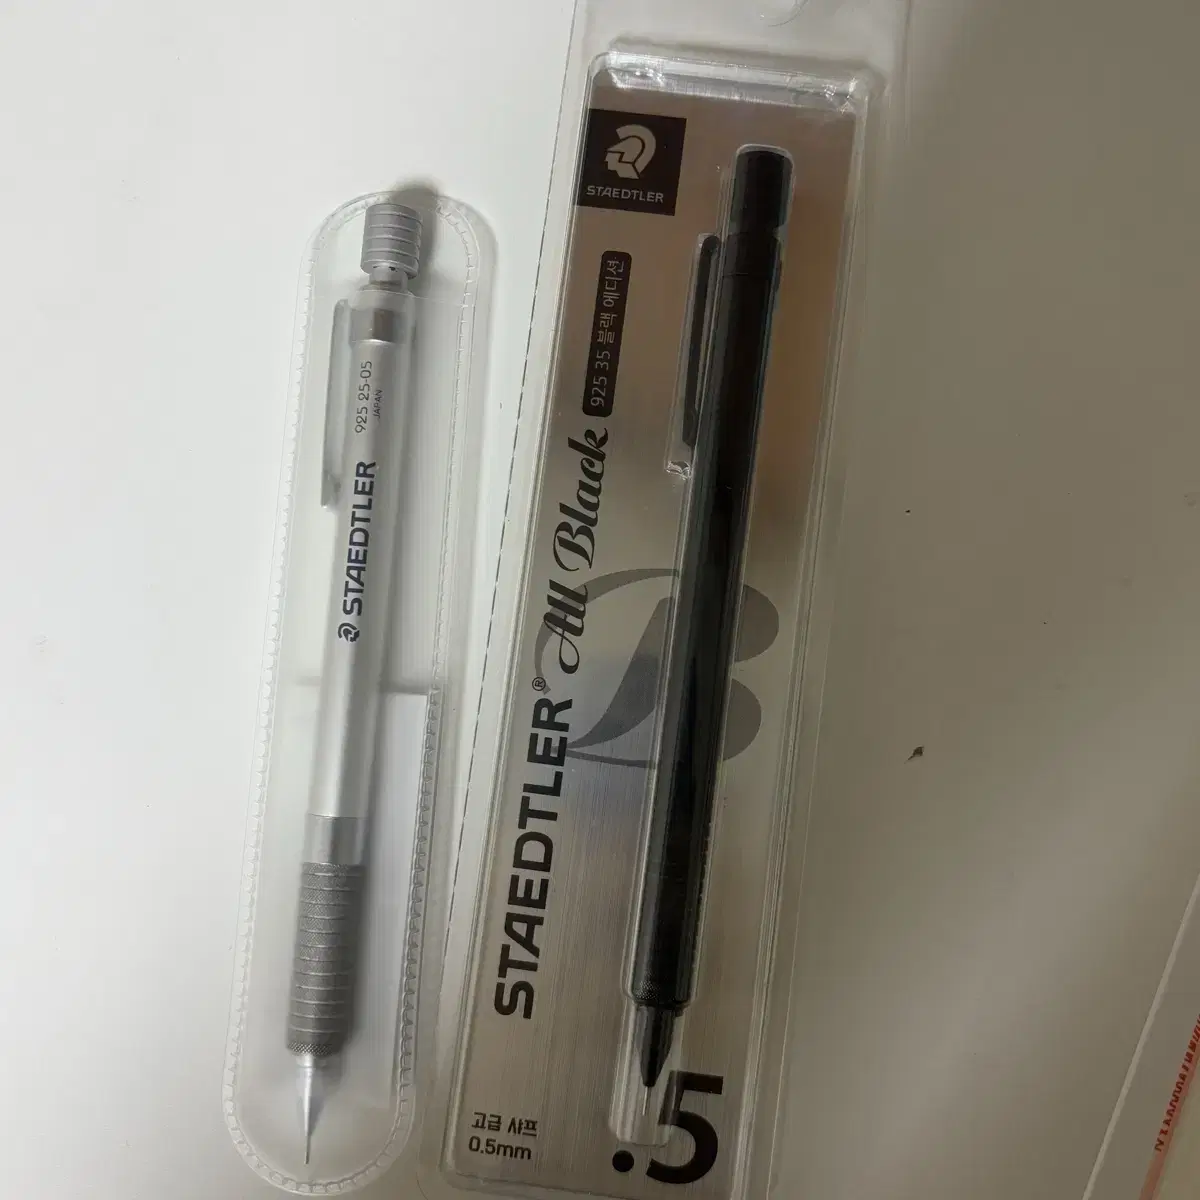 925 25-05
JAPAN
STAEDTLER
STAEDTLER
925 35 블랙 에디션
STAEDTLER® All Black
고급 샤프
0.5mm
.5